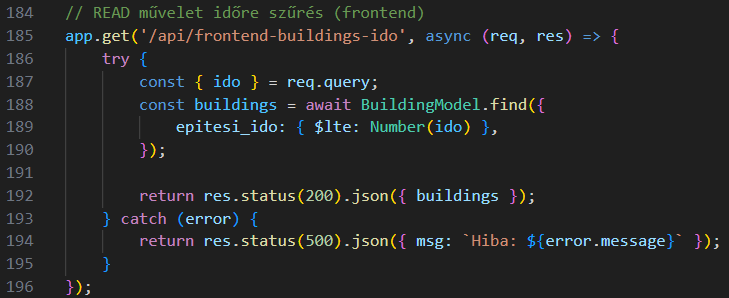 184 // READ művelet időre szűrés (frontend)
185 app.get('/api/frontend-buildings-ido', async (req, res) => {
186     try {
187         const { ido } = req.query;
188         const buildings = await BuildingModel.find({
189             epitesi_ido: { $lte: Number(ido) },
190         });
191
192         return res.status(200).json({ buildings });
193     } catch (error) {
194         return res.status(500).json({ msg: `Hiba: ${error.message}` });
195     }
196 });